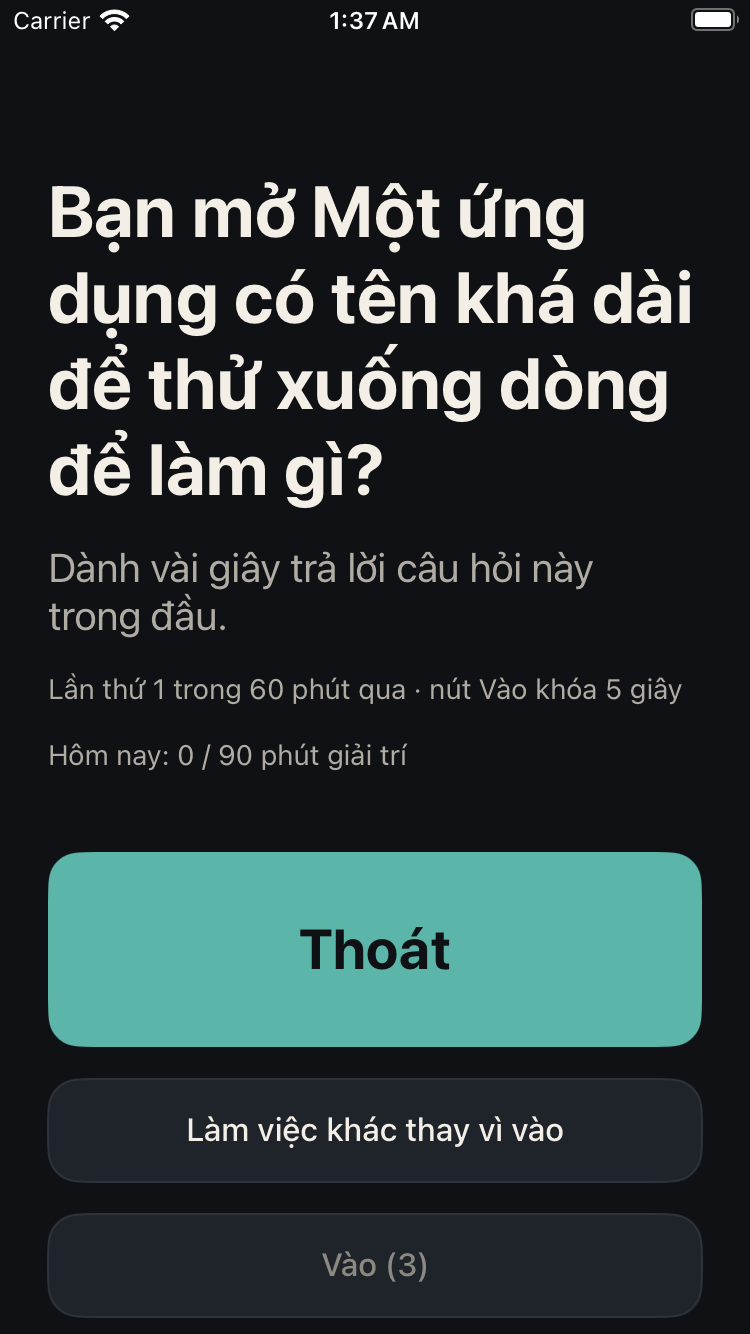 Carrier 1:37 AM
Bạn mở Một ứng
dụng có tên khá dài
để thử xuống dòng
để làm gì?
Dành vài giây trả lời câu hỏi này
trong đầu.
Lần thứ 1 trong 60 phút qua · nút Vào khóa 5 giây
Hôm nay: 0 / 90 phút giải trí
Thoát
Làm việc khác thay vì vào
Vào (3)